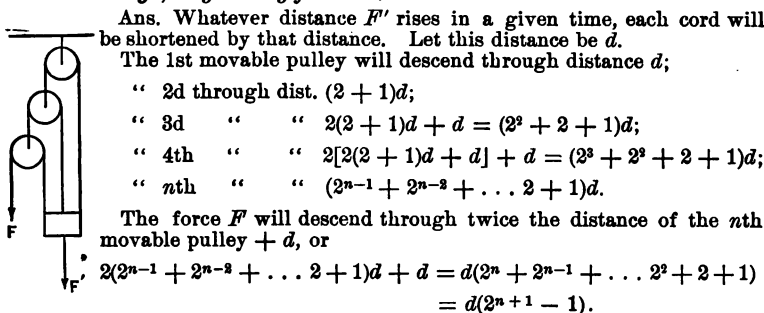 Ans. Whatever distance F′ rises in a given time, each cord will
be shortened by that distance. Let this distance be d.
The 1st movable pulley will descend through distance d;
“ 2d through dist. (2 + 1)d;
“ 3d “ “ 2(2 + 1)d + d = (2² + 2 + 1)d;
“ 4th “ “ 2[2(2 + 1)d + d] + d = (2³ + 2² + 2 + 1)d;
“ nth “ “ (2ⁿ⁻¹ + 2ⁿ⁻² + . . . 2 + 1)d.
The force F will descend through twice the distance of the nth
movable pulley + d, or
2(2ⁿ⁻¹ + 2ⁿ⁻² + . . . 2 + 1)d + d = d(2ⁿ + 2ⁿ⁻¹ + . . . 2² + 2 + 1)
= d(2ⁿ⁺¹ − 1).
F
F′